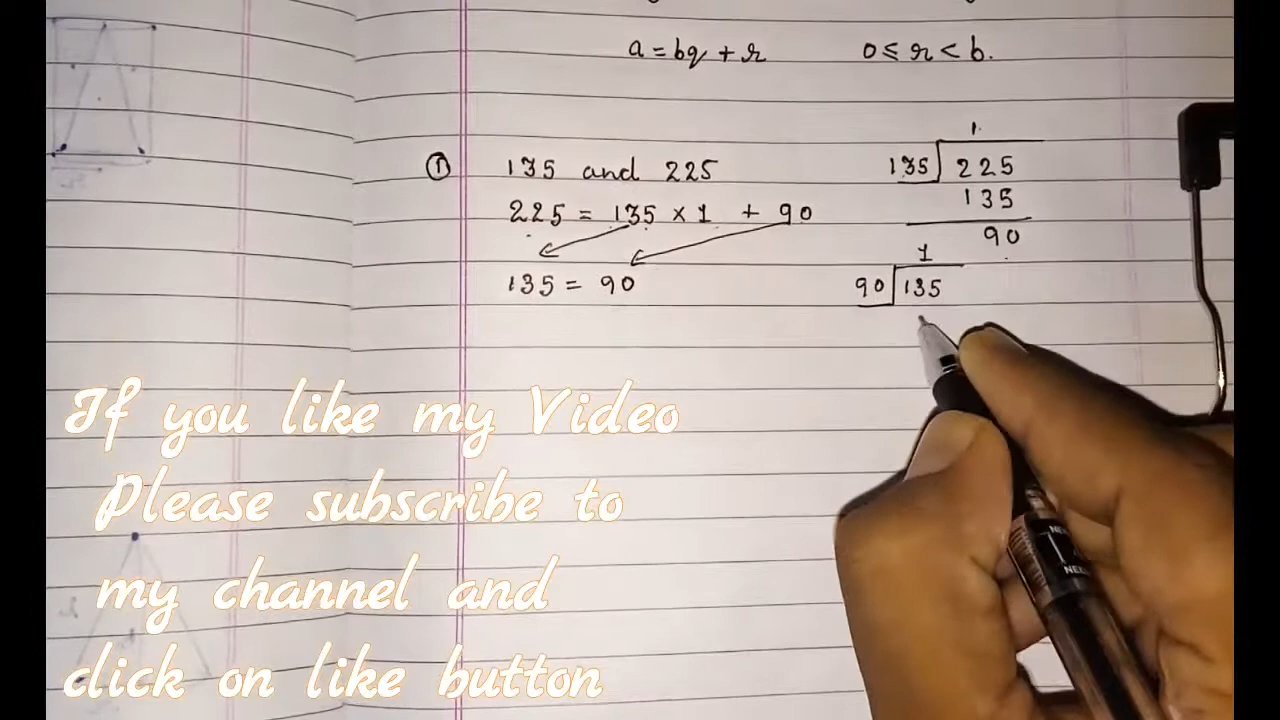 a = bq + r 0 ≤ r < b.
① 135 and 225
225 = 135 × 1 + 90
135 = 90
1
135) 225
135
90
1
90 135
If you like my Video
Please subscribe to
my channel and
click on like button